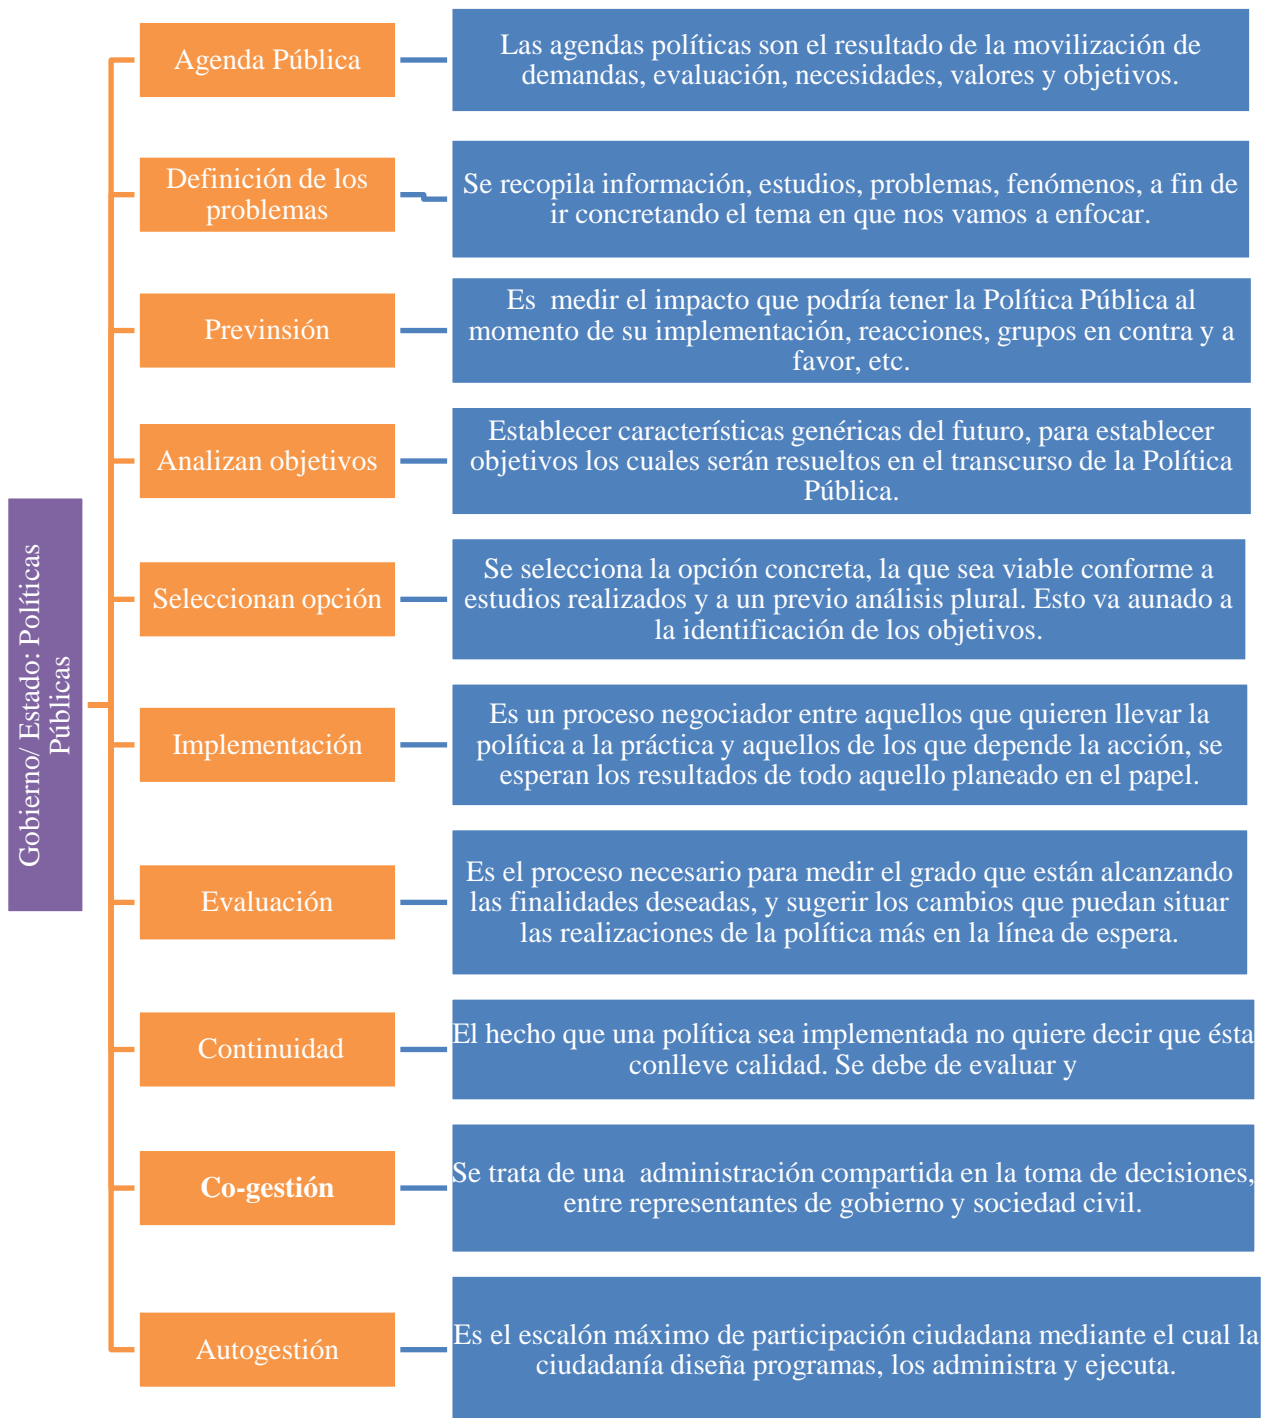 Gobierno/ Estado: Políticas
Públicas
Agenda Pública
Las agendas políticas son el resultado de la movilización de
demandas, evaluación, necesidades, valores y objetivos.
Definición de los
problemas
Se recopila información, estudios, problemas, fenómenos, a fin de
ir concretando el tema en que nos vamos a enfocar.
Previnsión
Es medir el impacto que podría tener la Política Pública al
momento de su implementación, reacciones, grupos en contra y a
favor, etc.
Analizan objetivos
Establecer características genéricas del futuro, para establecer
objetivos los cuales serán resueltos en el transcurso de la Política
Pública.
Seleccionan opción
Se selecciona la opción concreta, la que sea viable conforme a
estudios realizados y a un previo análisis plural. Esto va aunado a
la identificación de los objetivos.
Implementación
Es un proceso negociador entre aquellos que quieren llevar la
política a la práctica y aquellos de los que depende la acción, se
esperan los resultados de todo aquello planeado en el papel.
Evaluación
Es el proceso necesario para medir el grado que están alcanzando
las finalidades deseadas, y sugerir los cambios que puedan situar
las realizaciones de la política más en la línea de espera.
Continuidad
El hecho que una política sea implementada no quiere decir que ésta
conlleve calidad. Se debe de evaluar y
Co-gestión
Se trata de una administración compartida en la toma de decisiones,
entre representantes de gobierno y sociedad civil.
Autogestión
Es el escalón máximo de participación ciudadana mediante el cual la
ciudadanía diseña programas, los administra y ejecuta.